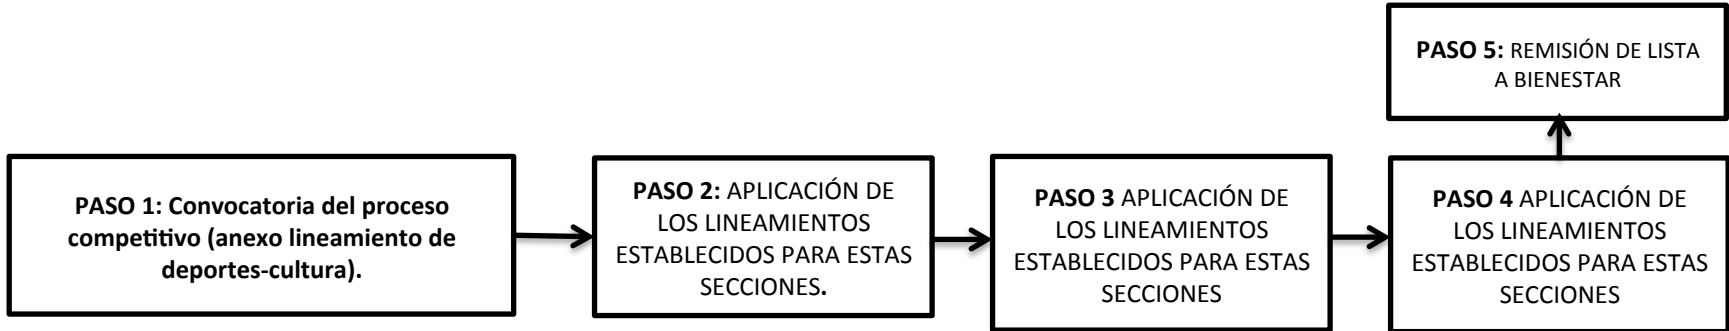 PASO 1: Convocatoria del proceso
competitivo (anexo lineamiento de
deportes-cultura).
PASO 2: APLICACIÓN DE
LOS LINEAMIENTOS
ESTABLECIDOS PARA ESTAS
SECCIONES.
PASO 3 APLICACIÓN DE
LOS LINEAMIENTOS
ESTABLECIDOS PARA ESTAS
SECCIONES
PASO 4 APLICACIÓN DE
LOS LINEAMIENTOS
ESTABLECIDOS PARA ESTAS
SECCIONES
PASO 5: REMISIÓN DE LISTA
A BIENESTAR